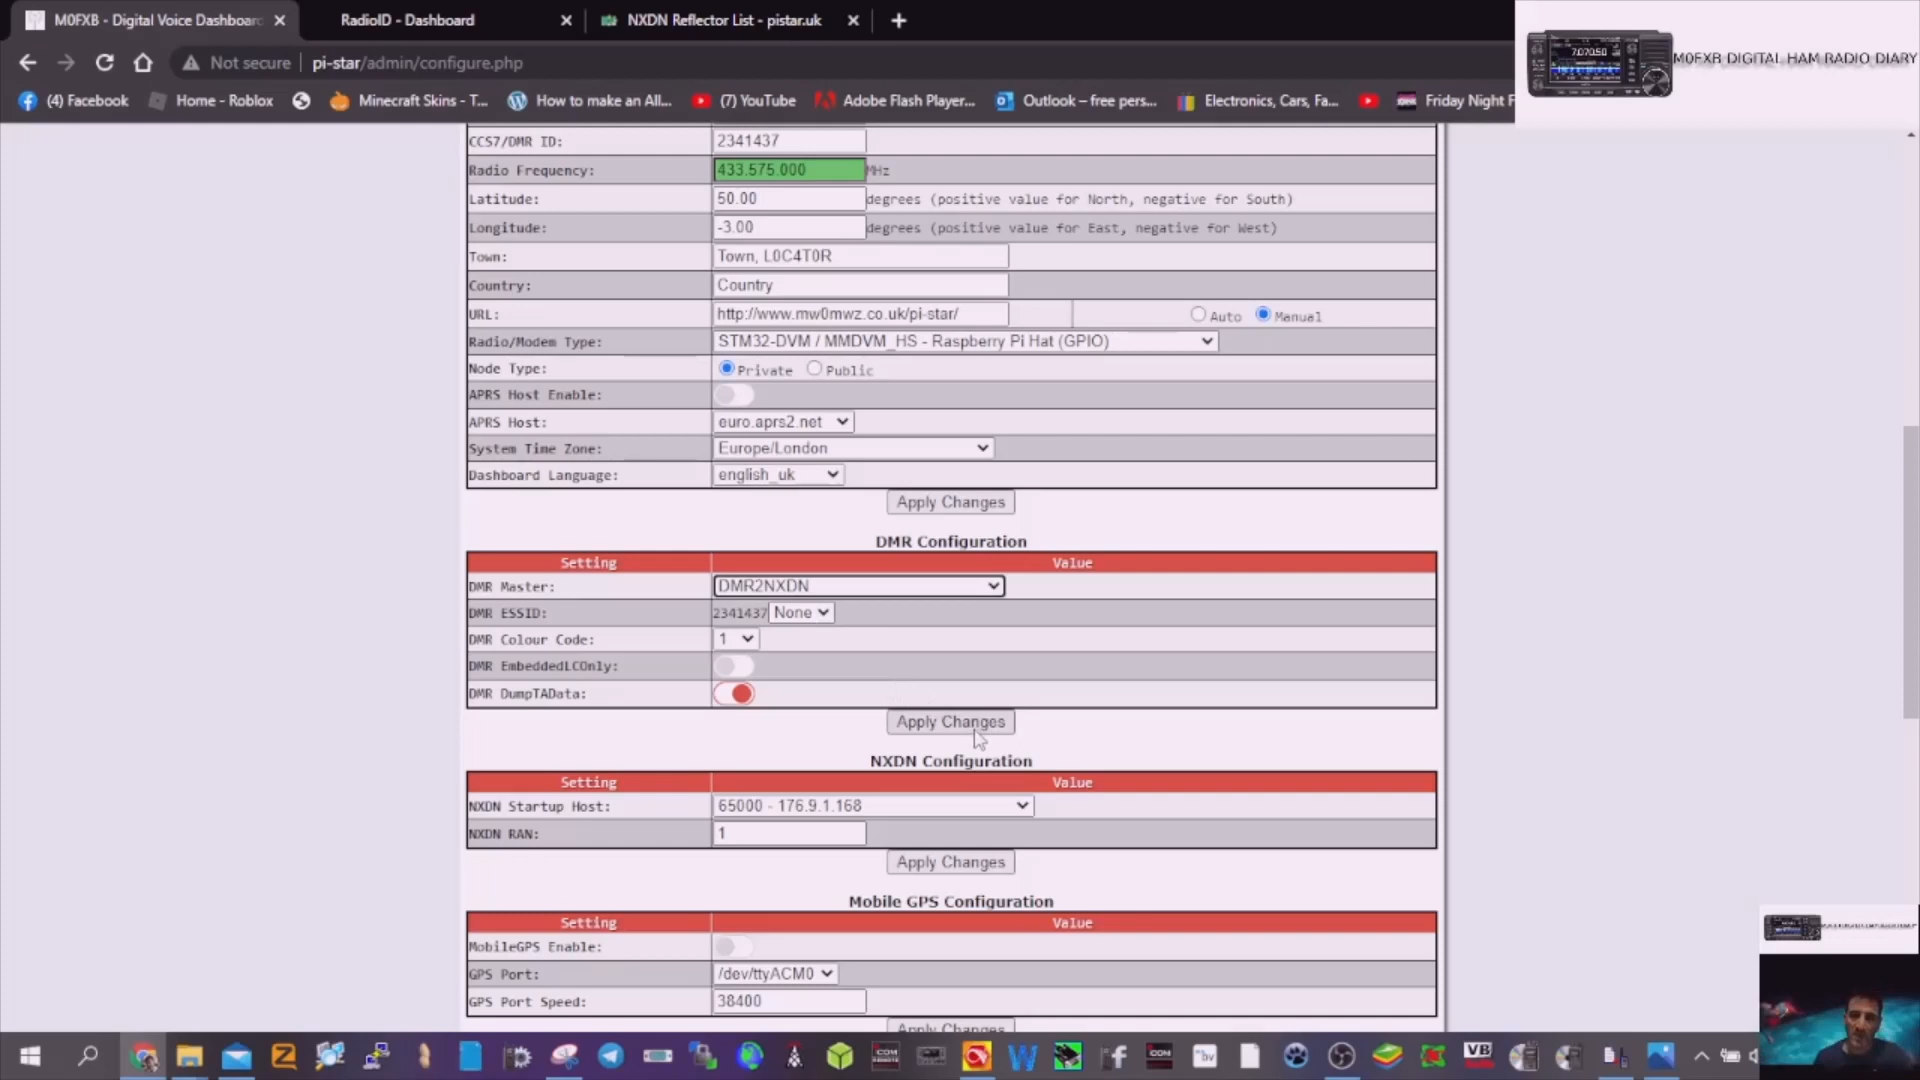 M0FXB - Digital Voice Dashboar
RadioID - Dashboard
NXDN Reflector List - pistar.uk
Not secure
pi-star/admin/configure.php
7.070.50
M0FXB DIGITAL HAM RADIO DIARY
(4) Facebook
Home - Roblox
Minecraft Skins - T...
How to make an All...
(7) YouTube
Adobe Flash Player...
Outlook – free pers...
Electronics, Cars, Fa...
Friday Night F
CCS7/DMR ID: 2341437
Radio Frequency: 433.575.000 MHz
Latitude: 50.00 degrees (positive value for North, negative for South)
Longitude: -3.00 degrees (positive value for East, negative for West)
Town: Town, L0C4T0R
Country: Country
URL: http://www.mw0mwz.co.uk/pi-star/ Auto Manual
Radio/Modem Type: STM32-DVM / MMDVM_HS - Raspberry Pi Hat (GPIO)
Node Type: Private Public
APRS Host Enable:
APRS Host: euro.aprs2.net
System Time Zone: Europe/London
Dashboard Language: english_uk
Apply Changes
DMR Configuration
Setting Value
DMR Master: DMR2NXDN
DMR ESSID: 2341437 None
DMR Colour Code: 1
DMR EmbeddedLCOnly:
DMR DumpTAData:
Apply Changes
NXDN Configuration
Setting Value
NXDN Startup Host: 65000 - 176.9.1.168
NXDN RAN: 1
Apply Changes
Mobile GPS Configuration
Setting Value
MobileGPS Enable:
GPS Port: /dev/ttyACM0
GPS Port Speed: 38400
Apply Changes